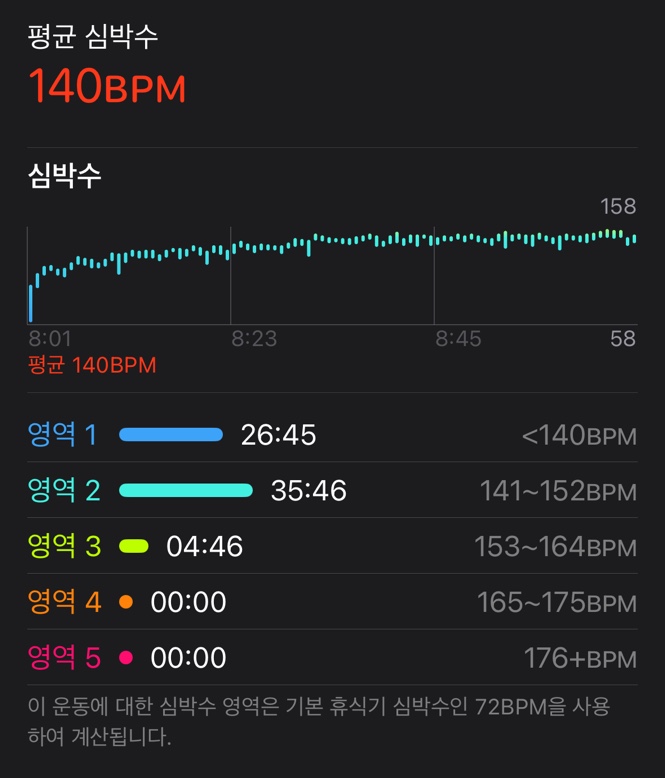 평균 심박수
140BPM
심박수
158
8:01 8:23 8:45 58
평균 140BPM
영역 1 26:45 <140BPM
영역 2 35:46 141~152BPM
영역 3 04:46 153~164BPM
영역 4 00:00 165~175BPM
영역 5 00:00 176+BPM
이 운동에 대한 심박수 영역은 기본 휴식기 심박수인 72BPM을 사용
하여 계산됩니다.